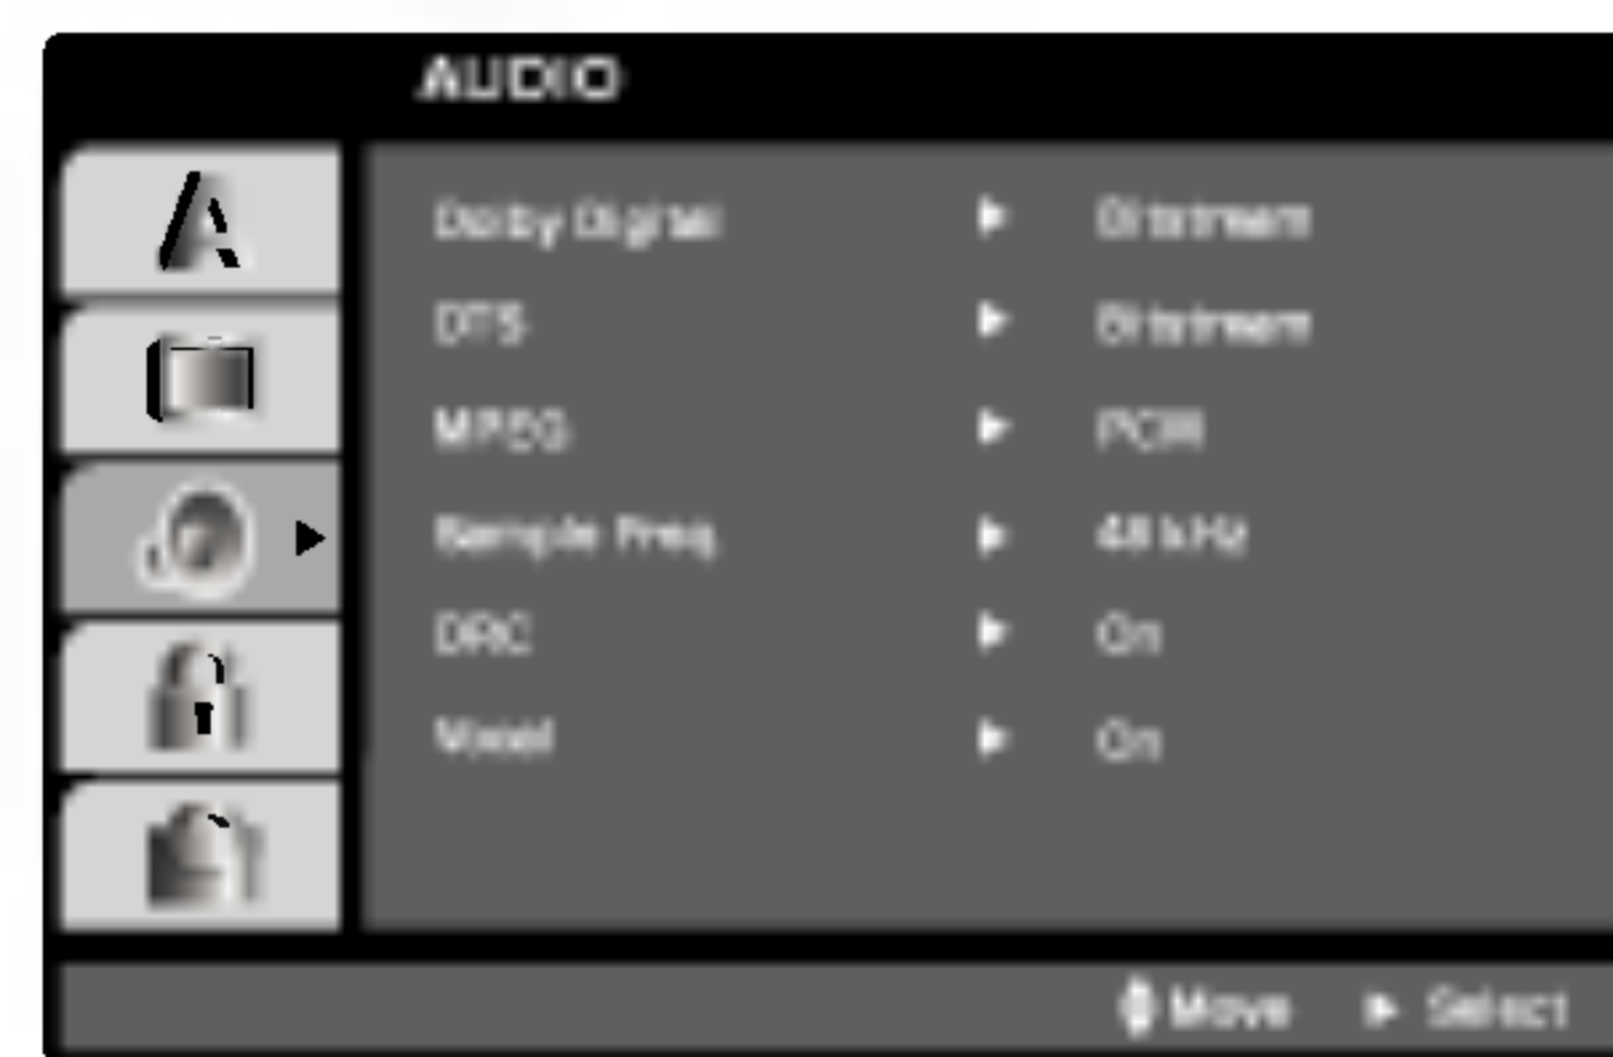 AUDIO
Dolby Digital Bitstream
DTS Bitstream
MPEG PCM
Sample Freq. 48 kHz
DRC On
Vocal On
Move Select